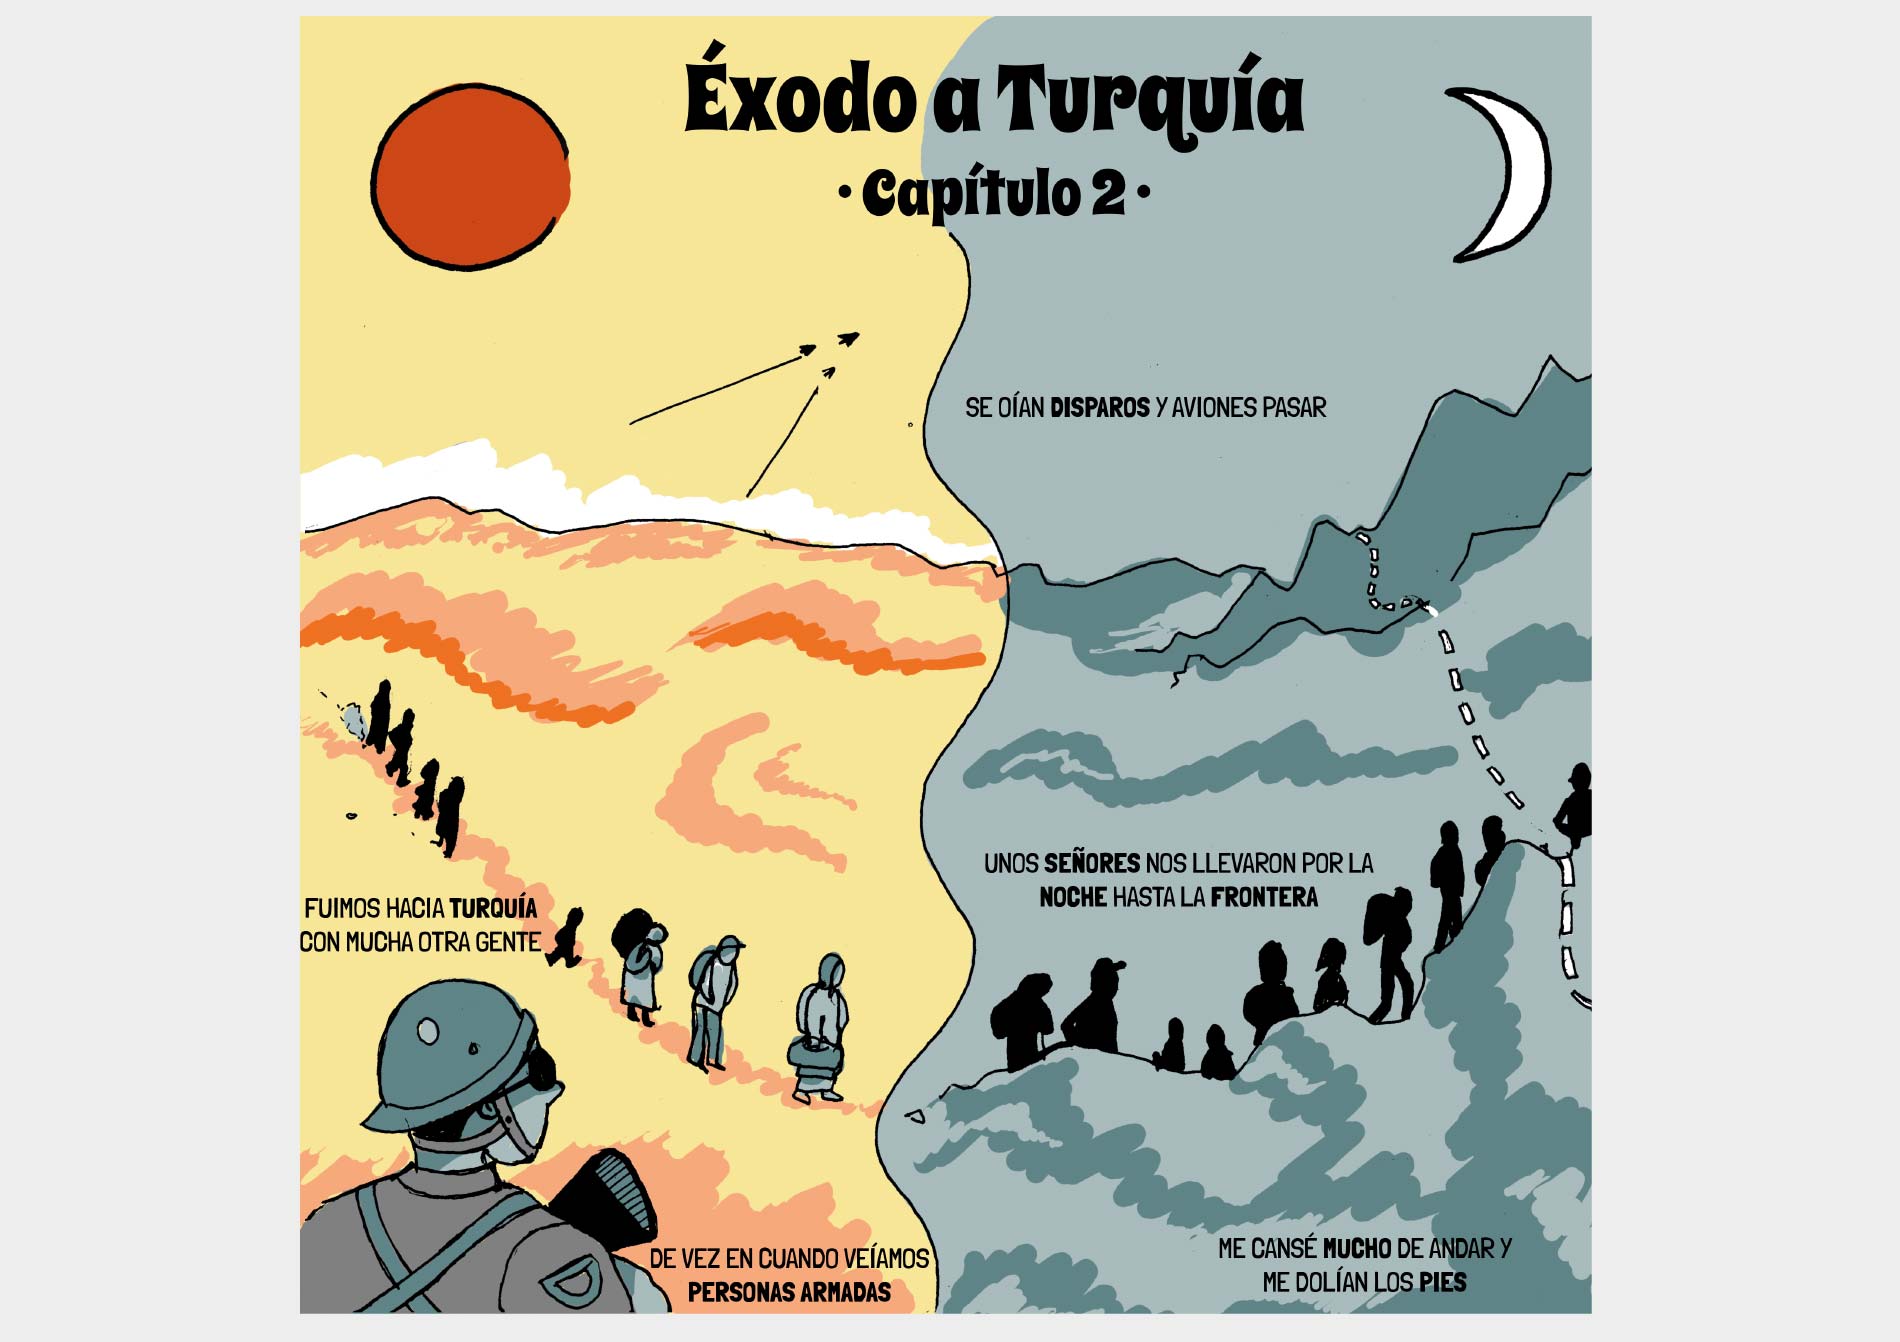 Éxodo a Turquía
· Capítulo 2 ·
SE OÍAN DISPAROS Y AVIONES PASAR
UNOS SEÑORES NOS LLEVARON POR LA
NOCHE HASTA LA FRONTERA
FUIMOS HACIA TURQUÍA
CON MUCHA OTRA GENTE
DE VEZ EN CUANDO VEÍAMOS
PERSONAS ARMADAS
ME CANSÉ MUCHO DE ANDAR Y
ME DOLÍAN LOS PIES